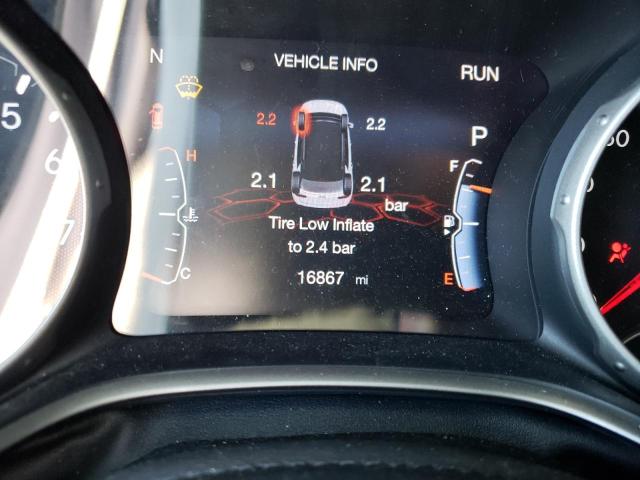 N VEHICLE INFO RUN
2.2 2.2
5 H P
6 F
2.1 2.1
bar
7 Tire Low Inflate
to 2.4 bar
C 16867 mi E